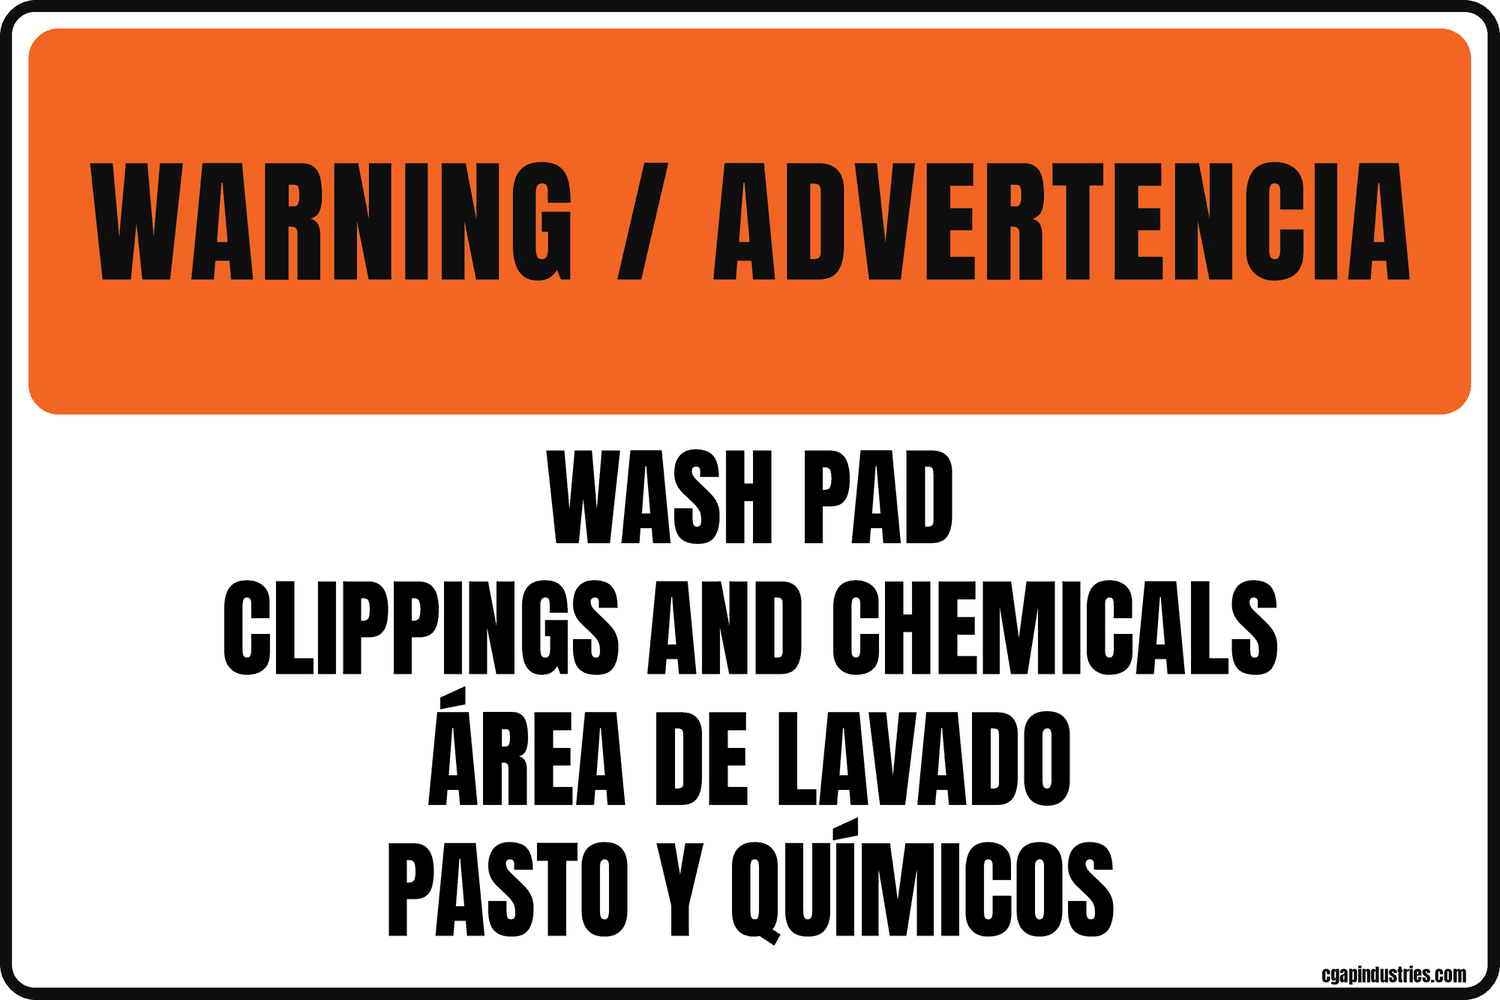 WARNING / ADVERTENCIA
WASH PAD
CLIPPINGS AND CHEMICALS
ÁREA DE LAVADO
PASTO Y QUÍMICOS
cgapindustries.com